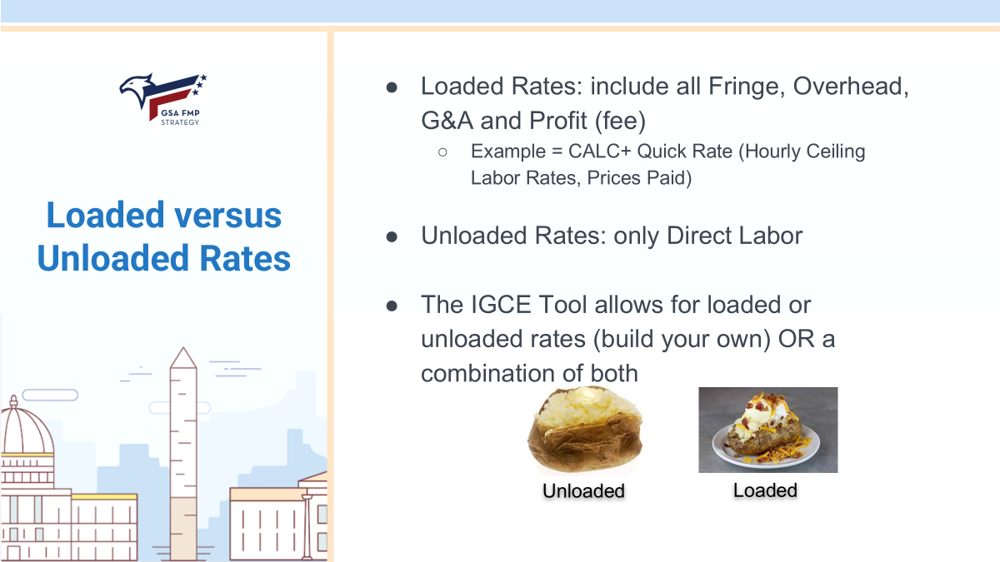 GSA FMP
STRATEGY
Loaded versus
Unloaded Rates
● Loaded Rates: include all Fringe, Overhead,
G&A and Profit (fee)
○ Example = CALC+ Quick Rate (Hourly Ceiling
Labor Rates, Prices Paid)
● Unloaded Rates: only Direct Labor
● The IGCE Tool allows for loaded or
unloaded rates (build your own) OR a
combination of both
Unloaded
Loaded